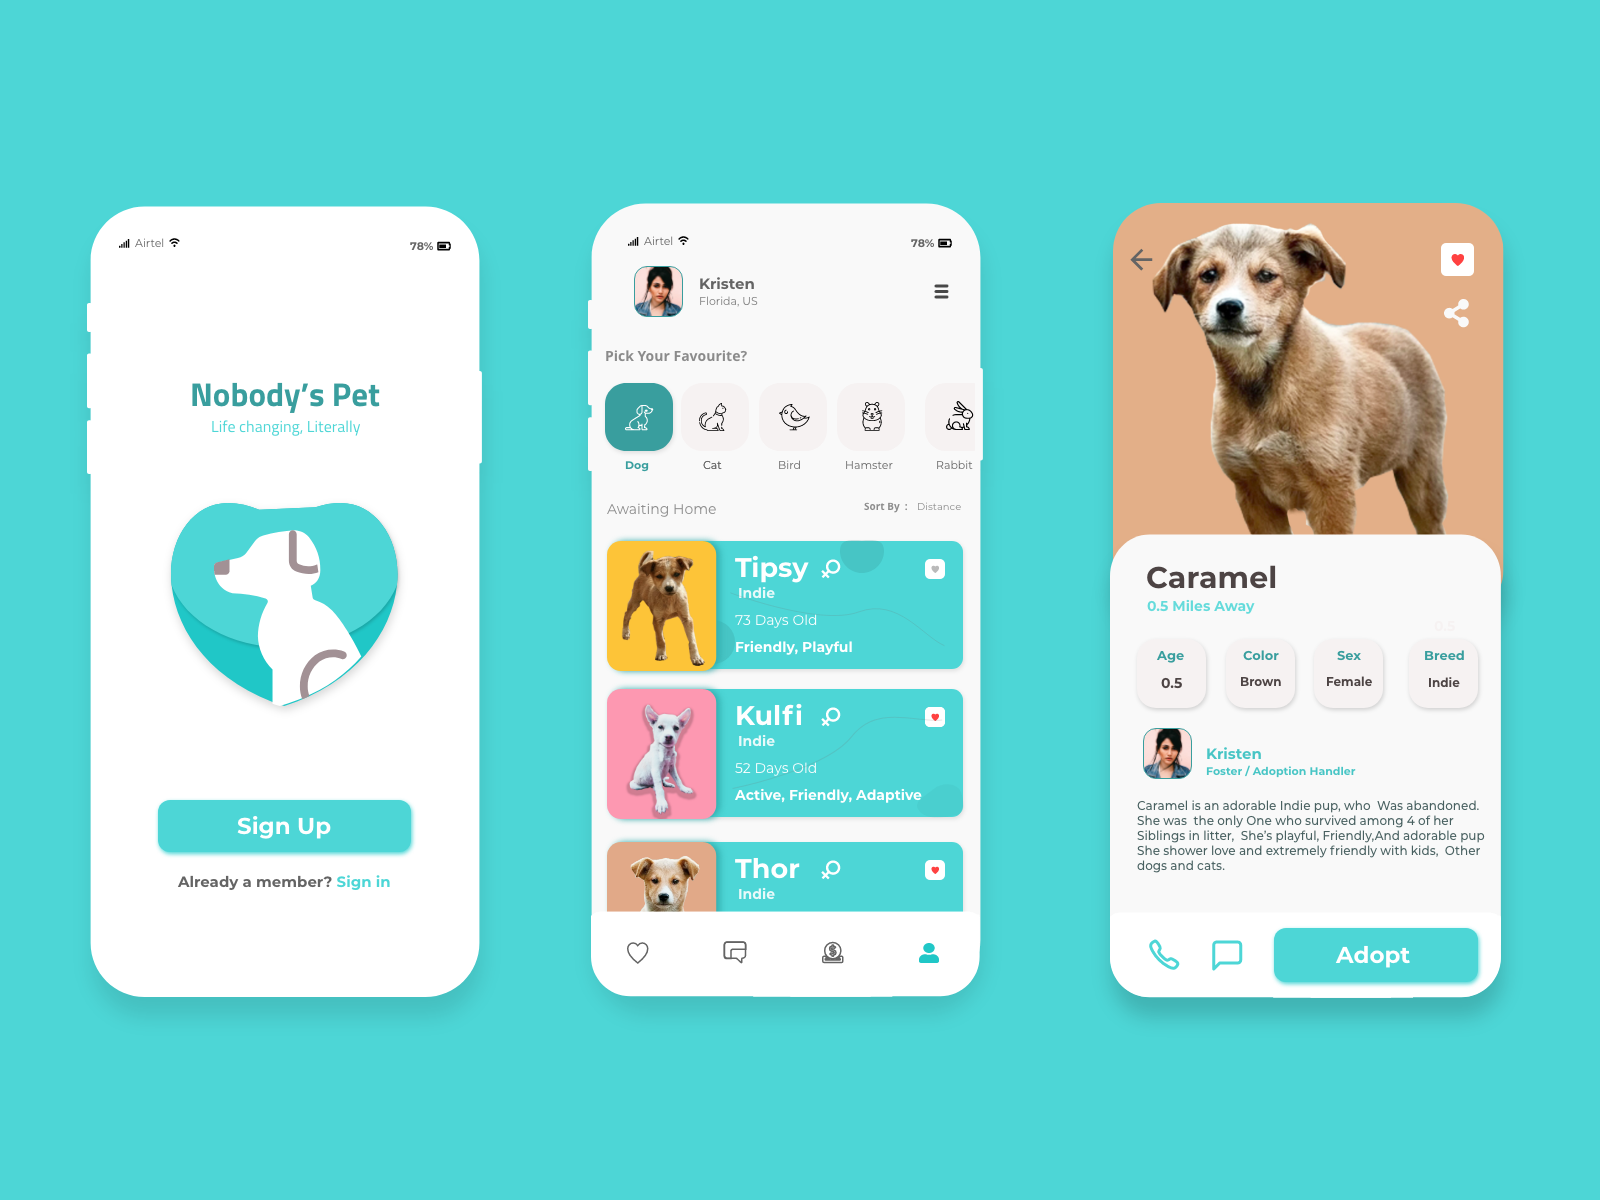 Airtel
78%
Nobody's Pet
Life changing, Literally
Sign Up
Already a member? Sign in
Airtel
78%
Kristen
Florida, US
Pick Your Favourite?
Dog
Cat
Bird
Hamster
Rabbit
Awaiting Home
Sort By : Distance
Tipsy
Indie
73 Days Old
Friendly, Playful
Kulfi
Indie
52 Days Old
Active, Friendly, Adaptive
Thor
Indie
Caramel
0.5 Miles Away
0.5
Age
0.5
Color
Brown
Sex
Female
Breed
Indie
Kristen
Foster / Adoption Handler
Caramel is an adorable Indie pup, who  Was abandoned.
She was  the only One who survived among 4 of her
Siblings in litter,  She's playful, Friendly,And adorable pup
She shower love and extremely friendly with kids,  Other
dogs and cats.
Adopt